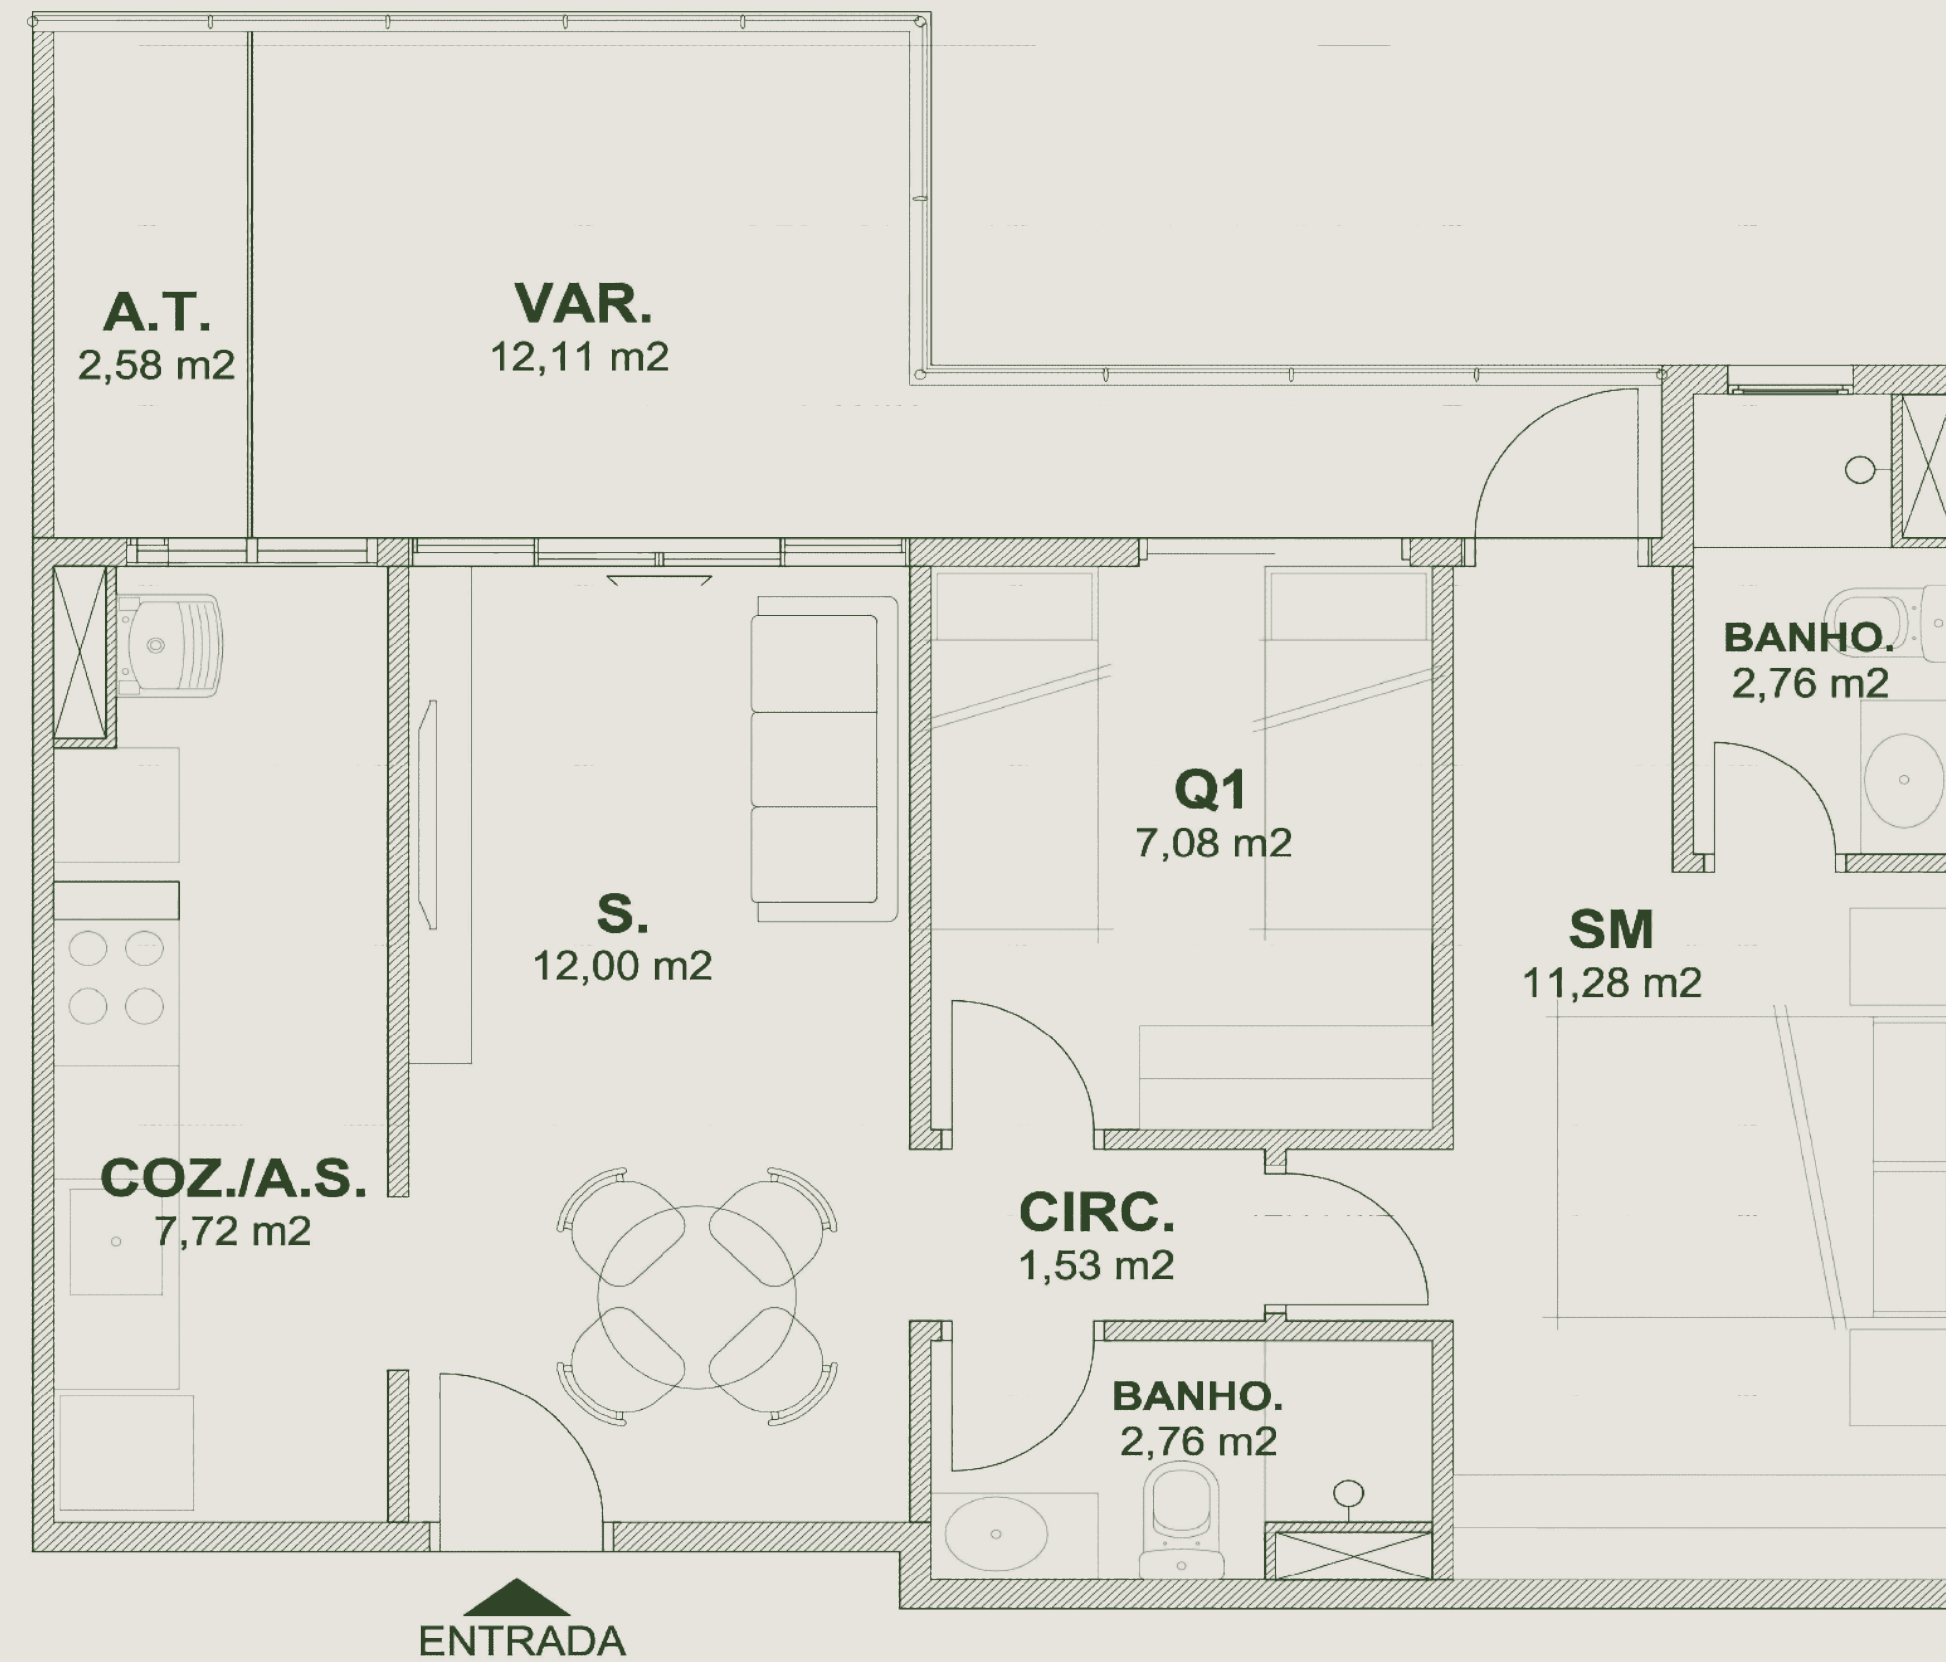 A.T.
2,58 m2
VAR.
12,11 m2
BANHO.
2,76 m2
Q1
7,08 m2
S.
12,00 m2
SM
11,28 m2
COZ./A.S.
7,72 m2
CIRC.
1,53 m2
BANHO.
2,76 m2
ENTRADA